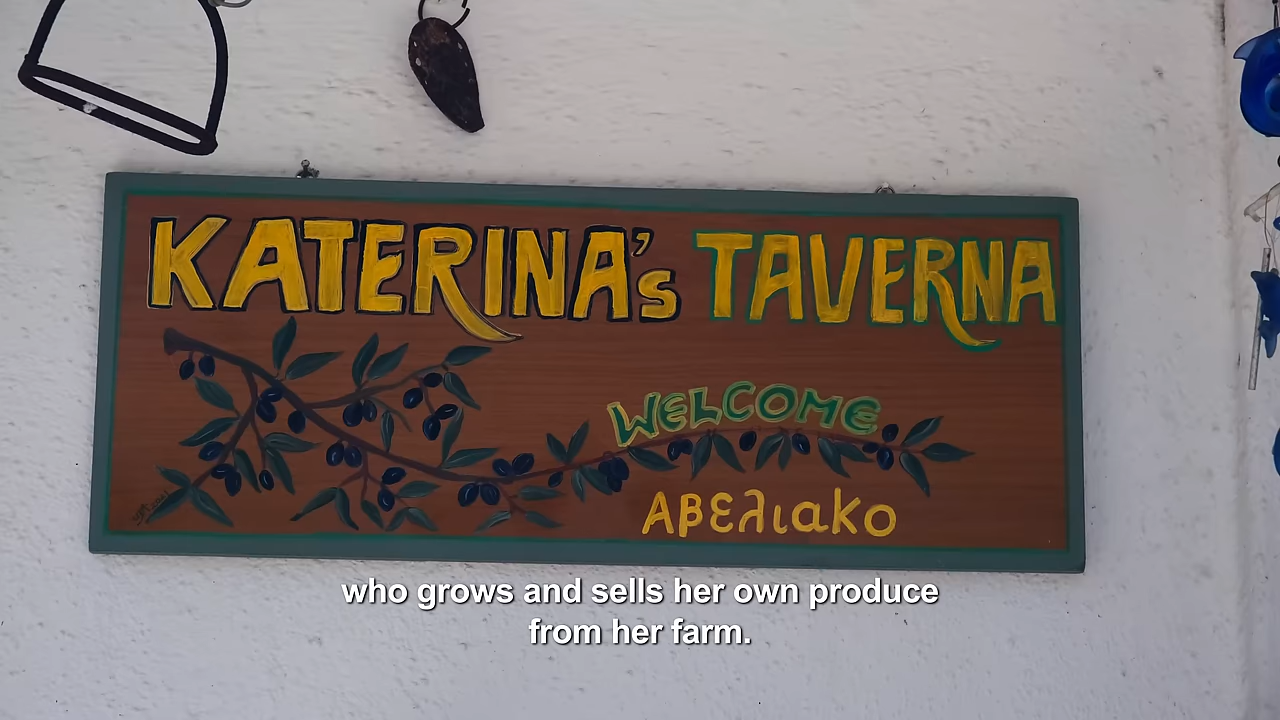 KATERINA's TAVERNA
WELCOME
Αβελιακο
who grows and sells her own produce
from her farm.